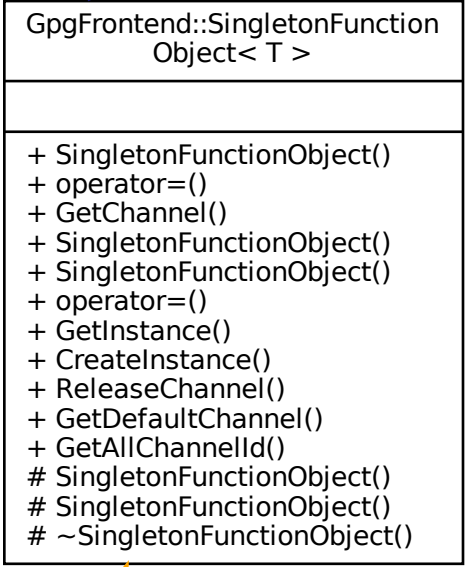 GpgFrontend::SingletonFunction
Object< T >
+ SingletonFunctionObject()
+ operator=()
+ GetChannel()
+ SingletonFunctionObject()
+ SingletonFunctionObject()
+ operator=()
+ GetInstance()
+ CreateInstance()
+ ReleaseChannel()
+ GetDefaultChannel()
+ GetAllChannelId()
# SingletonFunctionObject()
# SingletonFunctionObject()
# ~SingletonFunctionObject()